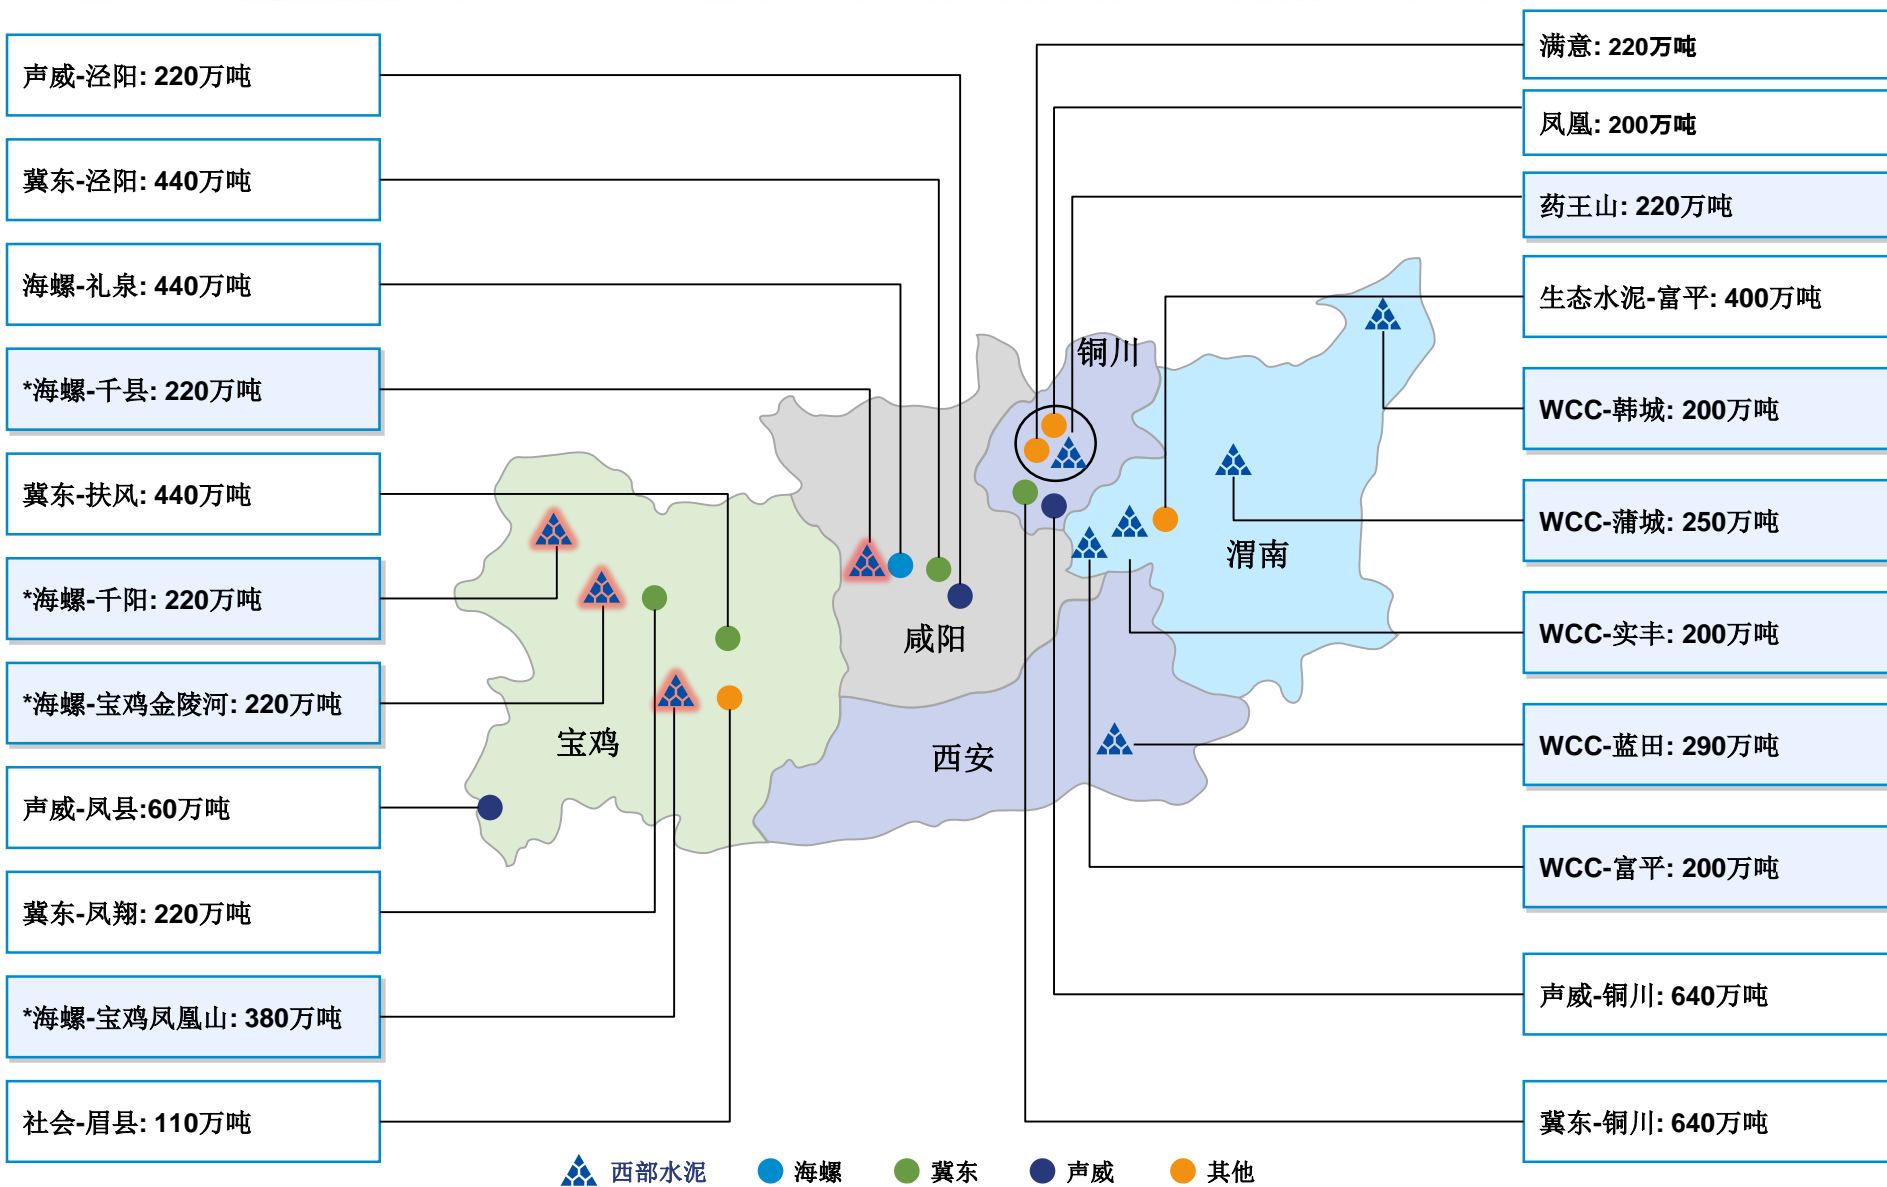 声威-泾阳: 220万吨
冀东-泾阳: 440万吨
海螺-礼泉: 440万吨
*海螺-千县: 220万吨
冀东-扶风: 440万吨
*海螺-千阳: 220万吨
*海螺-宝鸡金陵河: 220万吨
声威-凤县:60万吨
冀东-凤翔: 220万吨
*海螺-宝鸡凤凰山: 380万吨
社会-眉县: 110万吨
铜川
渭南
咸阳
宝鸡
西安
满意: 220万吨
凤凰: 200万吨
药王山: 220万吨
生态水泥-富平: 400万吨
WCC-韩城: 200万吨
WCC-蒲城: 250万吨
WCC-实丰: 200万吨
WCC-蓝田: 290万吨
WCC-富平: 200万吨
声威-铜川: 640万吨
冀东-铜川: 640万吨
西部水泥 海螺 冀东 声威 其他